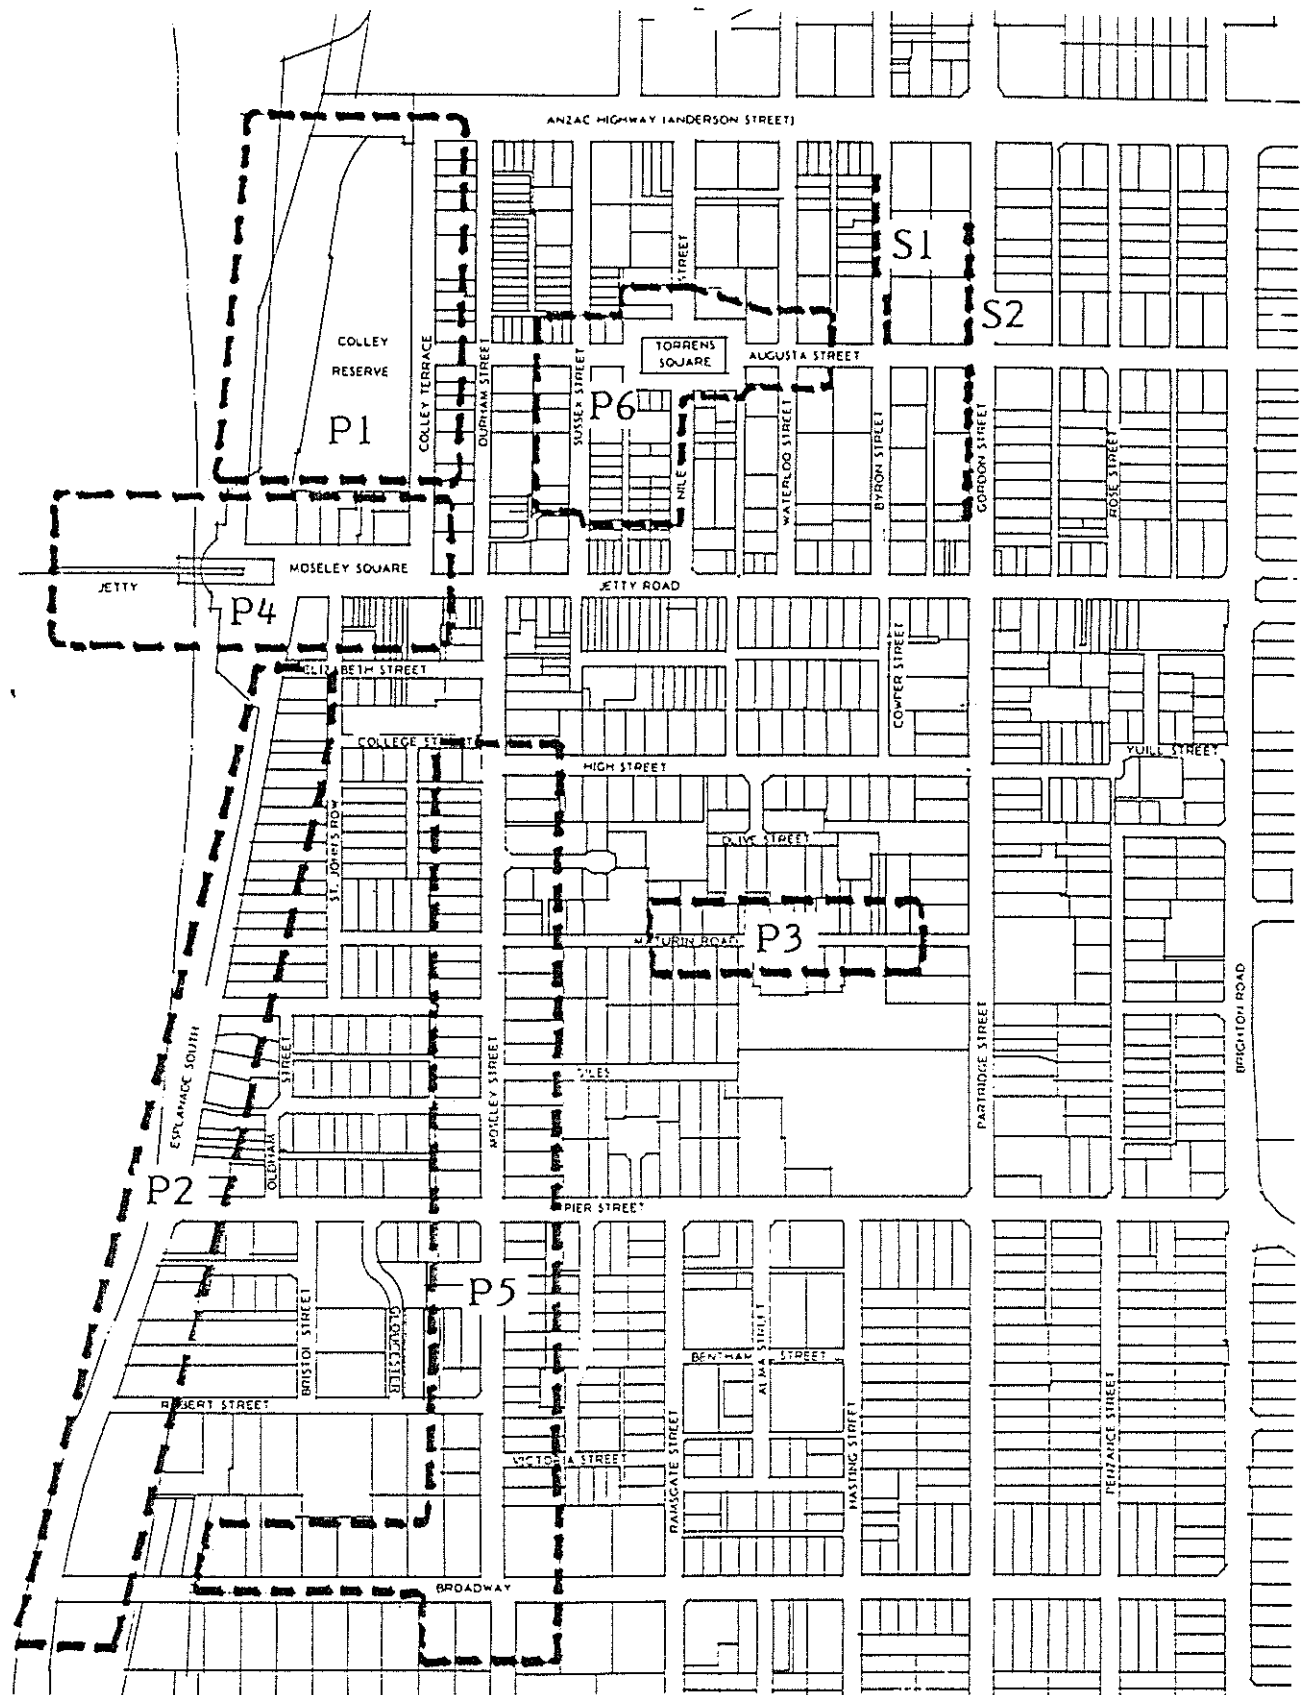 ANZAC HIGHWAY (ANDERSON STREET)
S1
STREET
S2
COLLEY
RESERVE
COLLEY TERRACE
DURHAM STREET
SUSSEX STREET
TORRENS
SQUARE
AUGUSTA STREET
P1
P6
NILE
WATERLOO STREET
BYRON STREET
GORDON STREET
ROSE STREET
MOSELEY SQUARE
JETTY
JETTY ROAD
P4
ELIZABETH STREET
COWPER STREET
COLLEGE STREET
HIGH STREET
YUILL STREET
OLIVE STREET
ST. JOHNS ROW
MATURIN ROAD
P3
BRIGHTON ROAD
ESPLANADE SOUTH
STREET
MOSELEY STREET
PARTRIDGE STREET
OLDHAM
P2
PIER STREET
P5
BRISTOL STREET
GLOUCESTER
BENTHAM STREET
ALMA STREET
PENZANCE STREET
ROBERT STREET
VICTORIA STREET
RAMSGATE STREET
HASTING STREET
BROADWAY